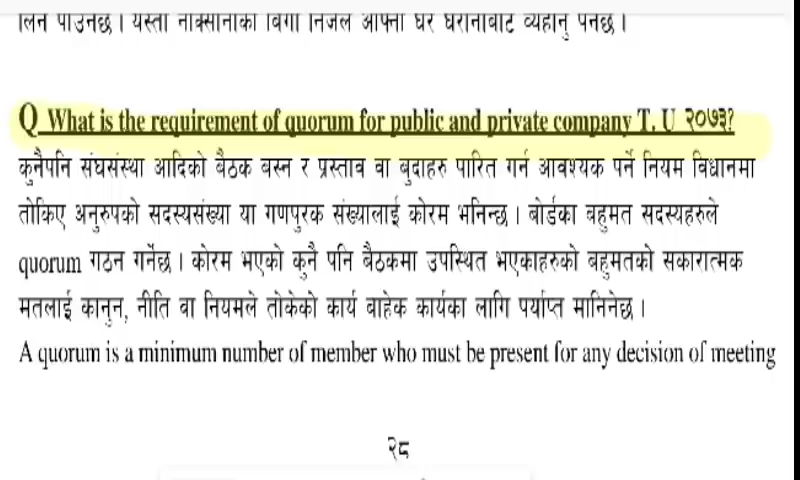 लिन पाउनेछ । यस्ता नोक्सानीको बिगो निजले आफ्नो घर घरानाबाट व्यहोर्नु पर्नेछ ।
Q What is the requirement of quorum for public and private company T. U २०७३?
कुनैपनि संघसंस्था आदिको बैठक बस्न र प्रस्ताव वा बुदाहरु पारित गर्न आवश्यक पर्ने नियम विधानमा
तोकिए अनुरुपको सदस्यसंख्या या गणपुरक संख्यालाई कोरम भनिन्छ । बोर्डका बहुमत सदस्यहरुले
quorum गठन गर्नेछ । कोरम भएको कुनै पनि बैठकमा उपस्थित भएकाहरुको बहुमतको सकारात्मक
मतलाई कानुन, नीति वा नियमले तोकेको कार्य बाहेक कार्यका लागि पर्याप्त मानिनेछ ।
A quorum is a minimum number of member who must be present for any decision of meeting
२८